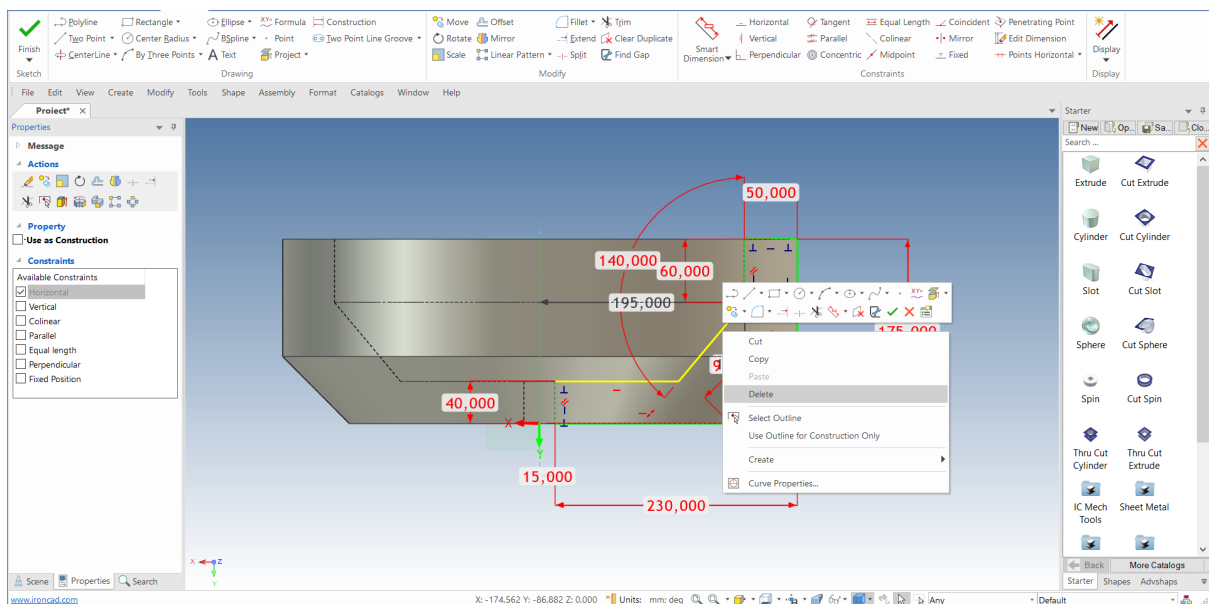 Polyline Rectangle Ellipse Formula Construction Move Offset Fillet Trim Horizontal Tangent Equal Length Coincident Penetrating Point
Two Point Center Radius BSpline Point Two Point Line Groove Rotate Mirror Extend Clear Duplicate Vertical Parallel Colinear Mirror Edit Dimension
Finish CenterLine By Three Points A Text Project Scale Linear Pattern Split Find Gap Smart Dimension Perpendicular Concentric Midpoint Fixed Points Horizontal Display
Sketch Drawing Modify Constraints Display
File Edit View Create Modify Tools Shape Assembly Format Catalogs Window Help
Project* Starter
Properties New Op... Sa... Clo...
Message Search ...
Actions
Extrude Cut Extrude
Property
Use as Construction
Cylinder Cut Cylinder
Constraints
Available Constraints
Horizontal
Vertical
Colinear
Parallel
Equal length
Perpendicular
Fixed Position
Slot Cut Slot
Sphere Cut Sphere
Spin Cut Spin
Thru Cut Cylinder Thru Cut Extrude
IC Mech Tools Sheet Metal
50,000
140,000
60,000
195,000
175,000
9
40,000
X
Y
15,000
230,000
Cut
Copy
Paste
Delete
Select Outline
Use Outline for Construction Only
Create
Curve Properties...
X Z
Y
Back More Catalogs
Scene Properties Search Starter Shapes Advshaps
www.ironcad.com X: -174,562 Y: -86,882 Z: 0,000 Units: mm; deg Any Default